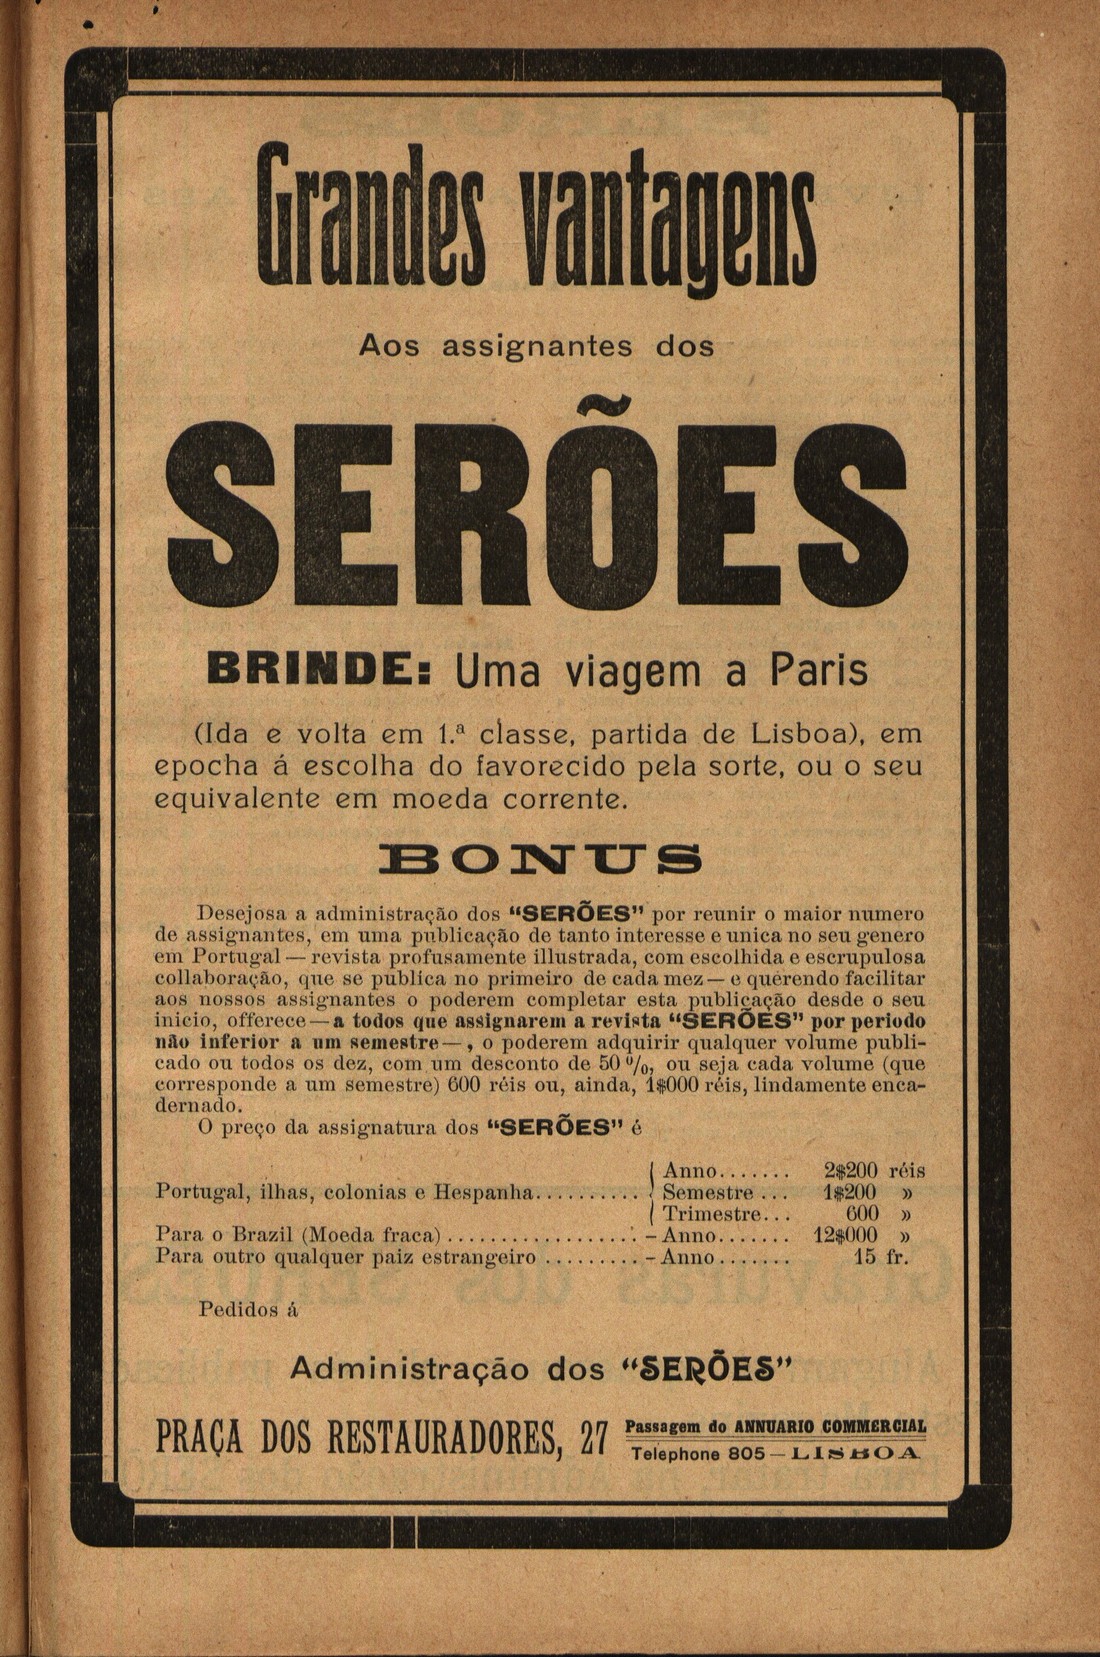 Grandes vantagens
Aos assignantes dos
SERÕES
BRINDE: Uma viagem a Paris
(Ida e volta em 1.ª classe, partida de Lisboa), em
epocha á escolha do favorecido pela sorte, ou o seu
equivalente em moeda corrente.
BONUS
Desejosa a administração dos “SERÕES” por reunir o maior numero
de assignantes, em uma publicação de tanto interesse e unica no seu genero
em Portugal — revista profusamente illustrada, com escolhida e escrupulosa
collaboração, que se publica no primeiro de cada mez — e querendo facilitar
aos nossos assignantes o poderem completar esta publicação desde o seu
inicio, offerece — a todos que assignarem a revista “SERÕES” por periodo
não inferior a um semestre —, o poderem adquirir qualquer volume publi-
cado ou todos os dez, com um desconto de 50 %, ou seja cada volume (que
corresponde a um semestre) 600 réis ou, ainda, 1$000 réis, lindamente enca-
dernado.
O preço da assignatura dos “SERÕES” é
Anno....... 2$200 réis
Portugal, ilhas, colonias e Hespanha.......... Semestre ... 1$200 »
Trimestre... 600 »
Para o Brazil (Moeda fraca) .................. – Anno....... 12$000 »
Para outro qualquer paiz estrangeiro ......... – Anno....... 15 fr.
Pedidos á
Administração dos “SERÕES”
PRAÇA DOS RESTAURADORES, 27 Passagem do ANNUARIO COMMERCIAL
Telephone 805 — LISBOA